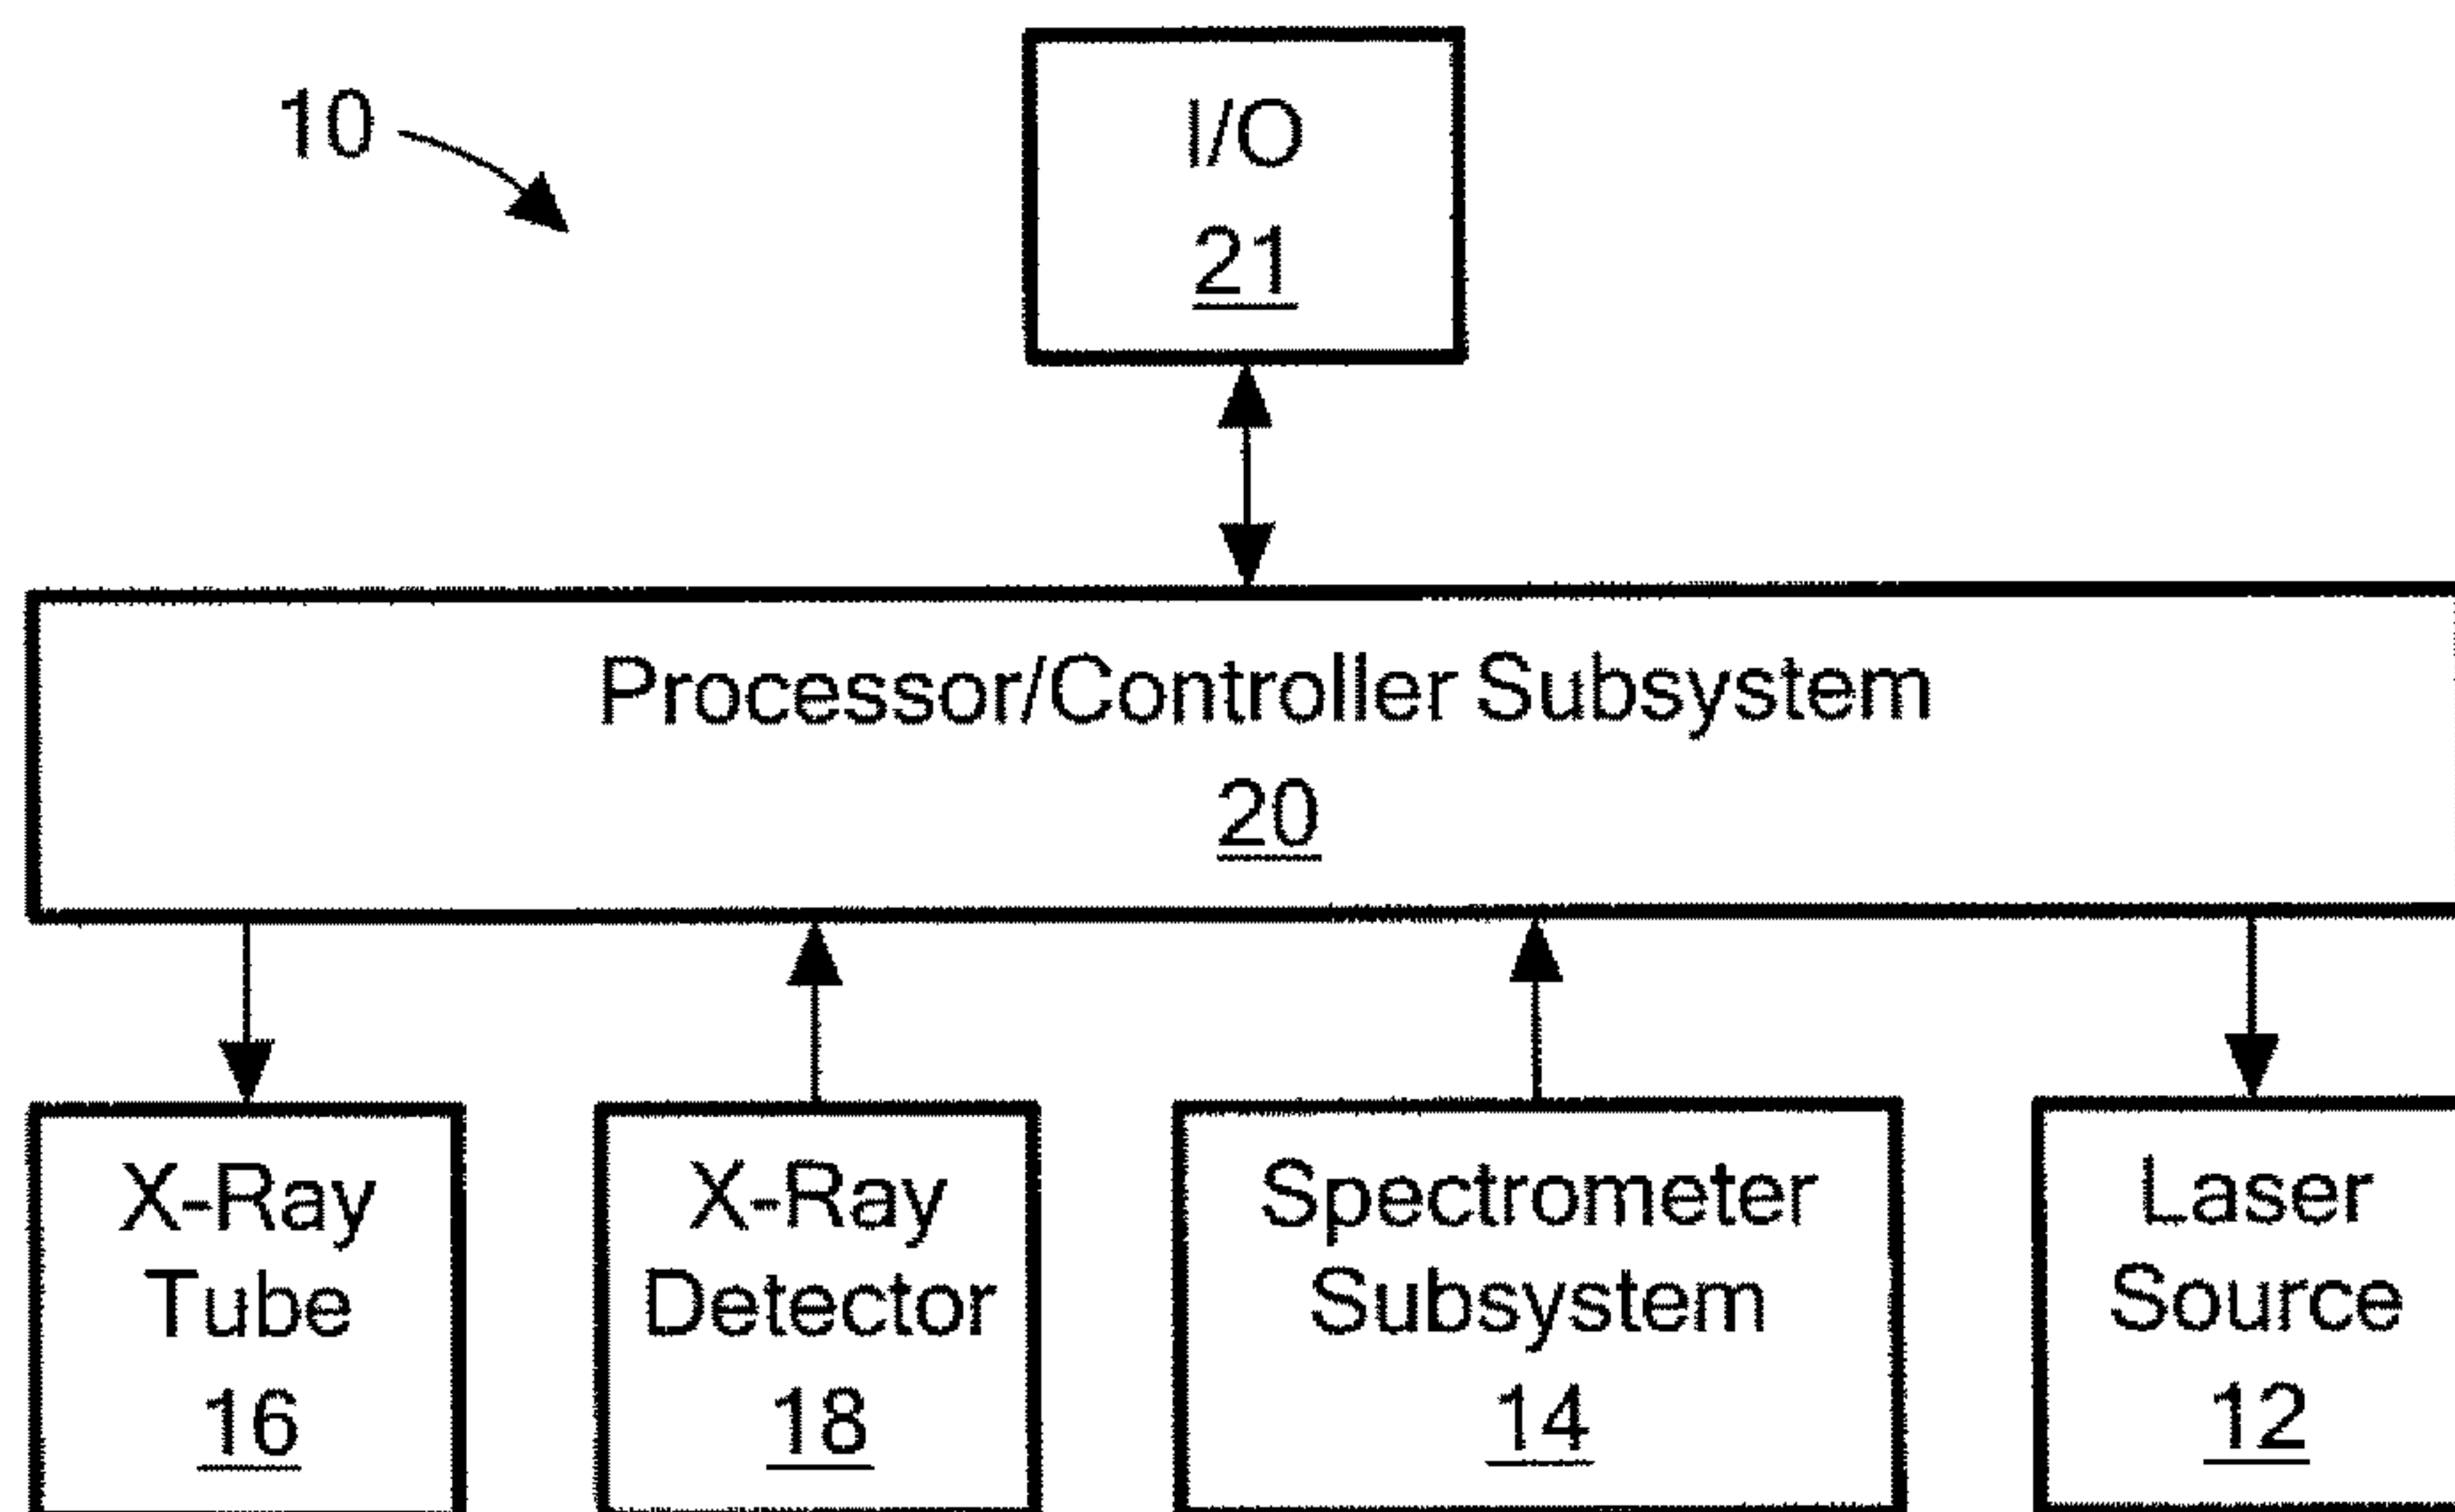 10
I/O
21
Processor/Controller Subsystem
20
X-Ray
Tube
16
X-Ray
Detector
18
Spectrometer
Subsystem
14
Laser
Source
12